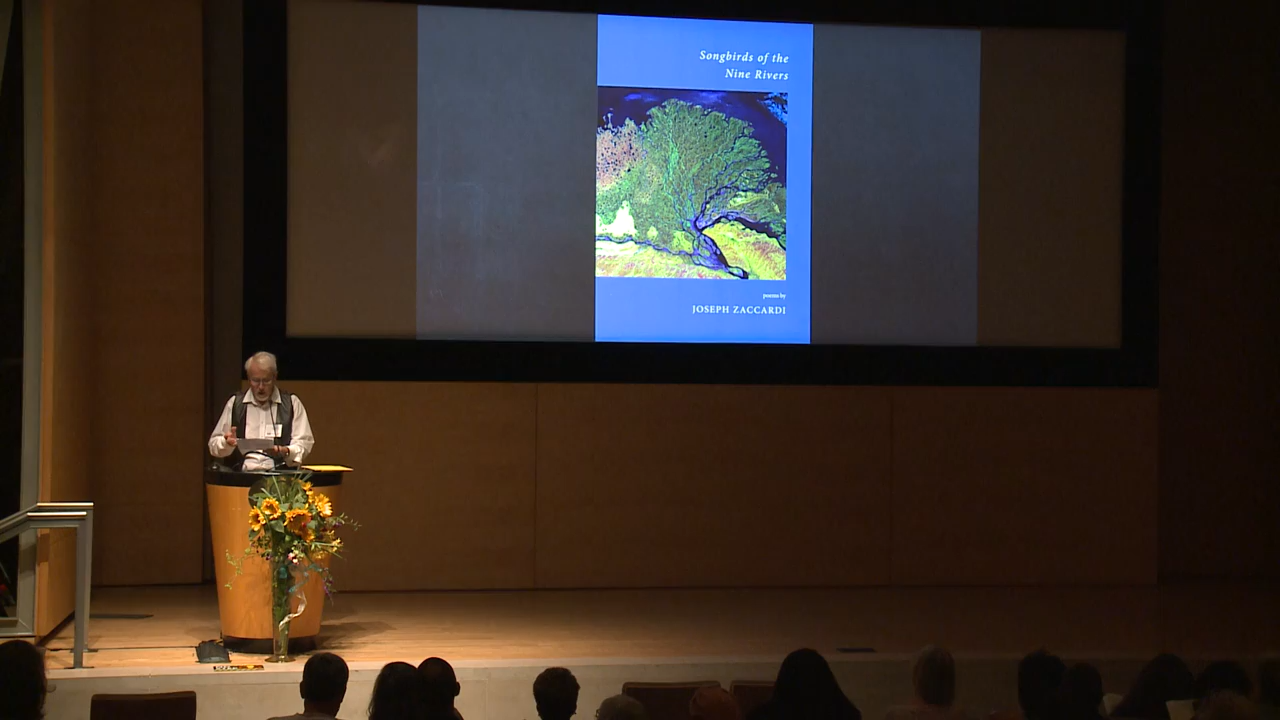 Songbirds of the
Nine Rivers
poems by
JOSEPH ZACCARDI